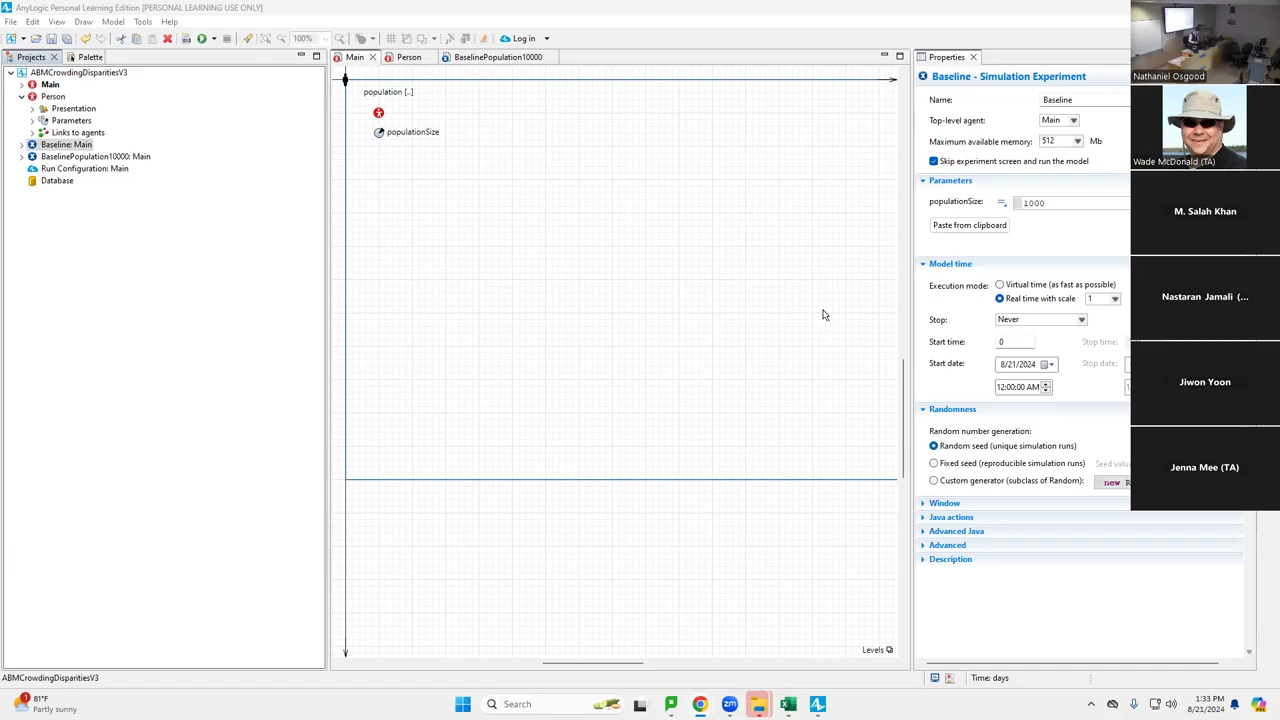 AnyLogic Personal Learning Edition [PERSONAL LEARNING USE ONLY]
File Edit View Draw Model Tools Help
100%
Log in
Projects
Palette
ABMCrowdingDisparitiesV3
Main
Person
Presentation
Parameters
Links to agents
Baseline: Main
BaselinePopulation10000: Main
Run Configuration: Main
Database
Main
Person
BaselinePopulation10000
population [..]
populationSize
Levels
Properties
Baseline - Simulation Experiment
Name: Baseline
Top-level agent: Main
Maximum available memory: 512 Mb
Skip experiment screen and run the model
Parameters
populationSize: 1000
Paste from clipboard
Model time
Execution mode: Virtual time (as fast as possible)
Real time with scale 1
Stop: Never
Start time: 0 Stop time:
Start date: 8/21/2024 Stop date:
12:00:00 AM
Randomness
Random number generation:
Random seed (unique simulation runs)
Fixed seed (reproducible simulation runs)
Custom generator (subclass of Random): new
Window
Java actions
Advanced Java
Advanced
Description
Nathaniel Osgood
Wade McDonald (TA)
M. Salah Khan
Nastaran Jamali (...
Jiwon Yoon
Jenna Mee (TA)
ABMCrowdingDisparitiesV3
Time: days
1
81°F
Partly sunny
Search
zm
1:33 PM
8/21/2024